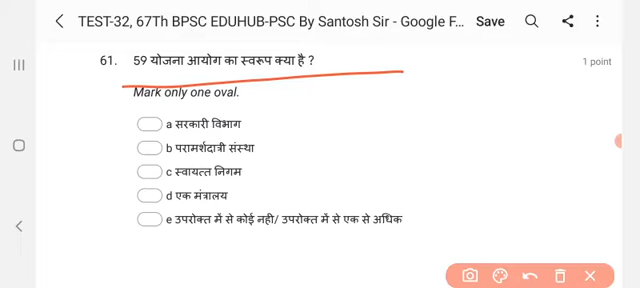 TEST-32, 67Th BPSC EDUHUB-PSC By Santosh Sir - Google F... Save
61. 59 योजना आयोग का स्वरूप क्या है ? 1 point
Mark only one oval.
a सरकारी विभाग
b परामर्शदात्री संस्था
c स्वायत्त निगम
d एक मंत्रालय
e उपरोक्त में से कोई नही/ उपरोक्त में से एक से अधिक